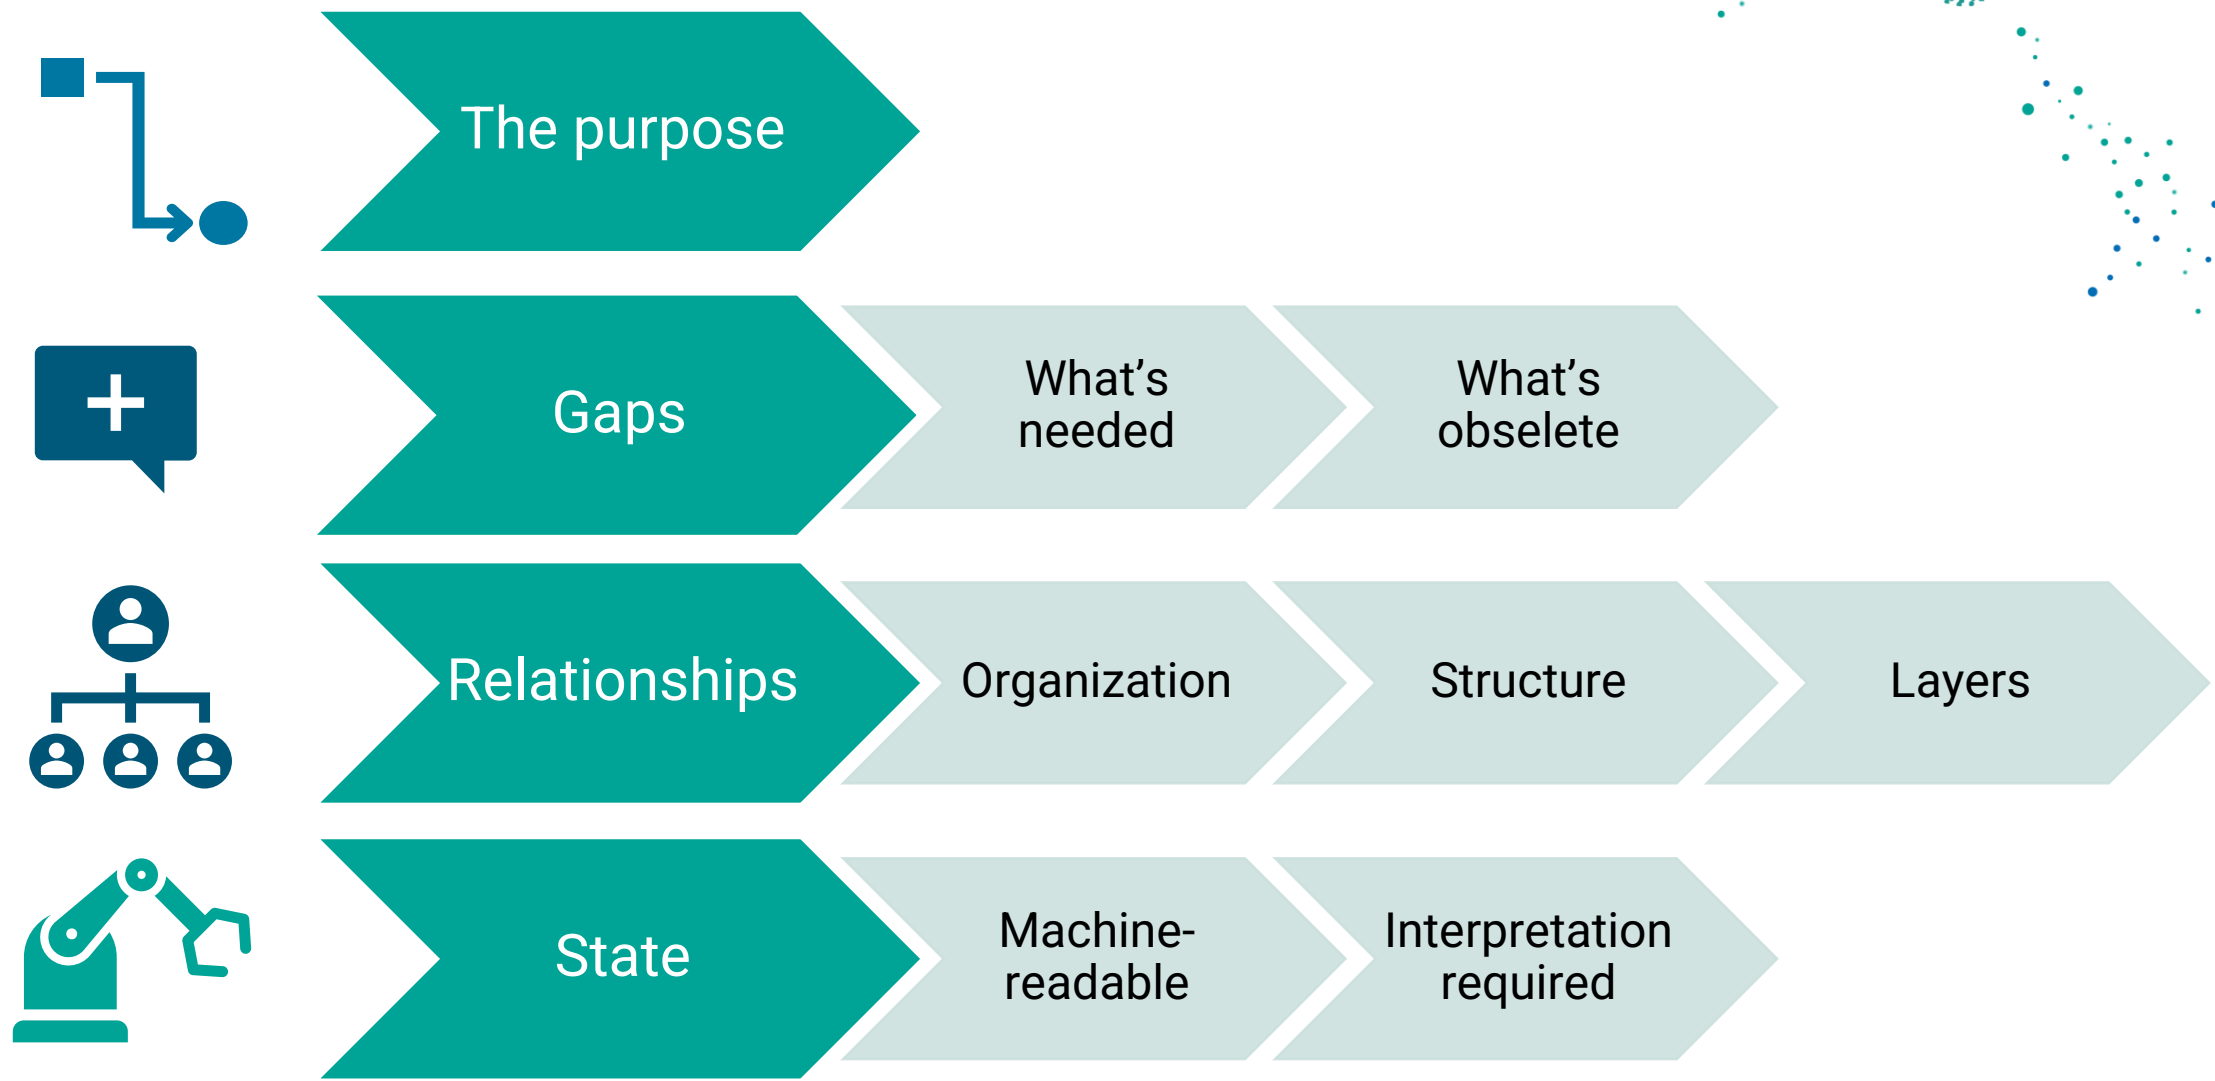 The purpose
Gaps
What’s
needed
What’s
obselete
Relationships
Organization
Structure
Layers
State
Machine-
readable
Interpretation
required